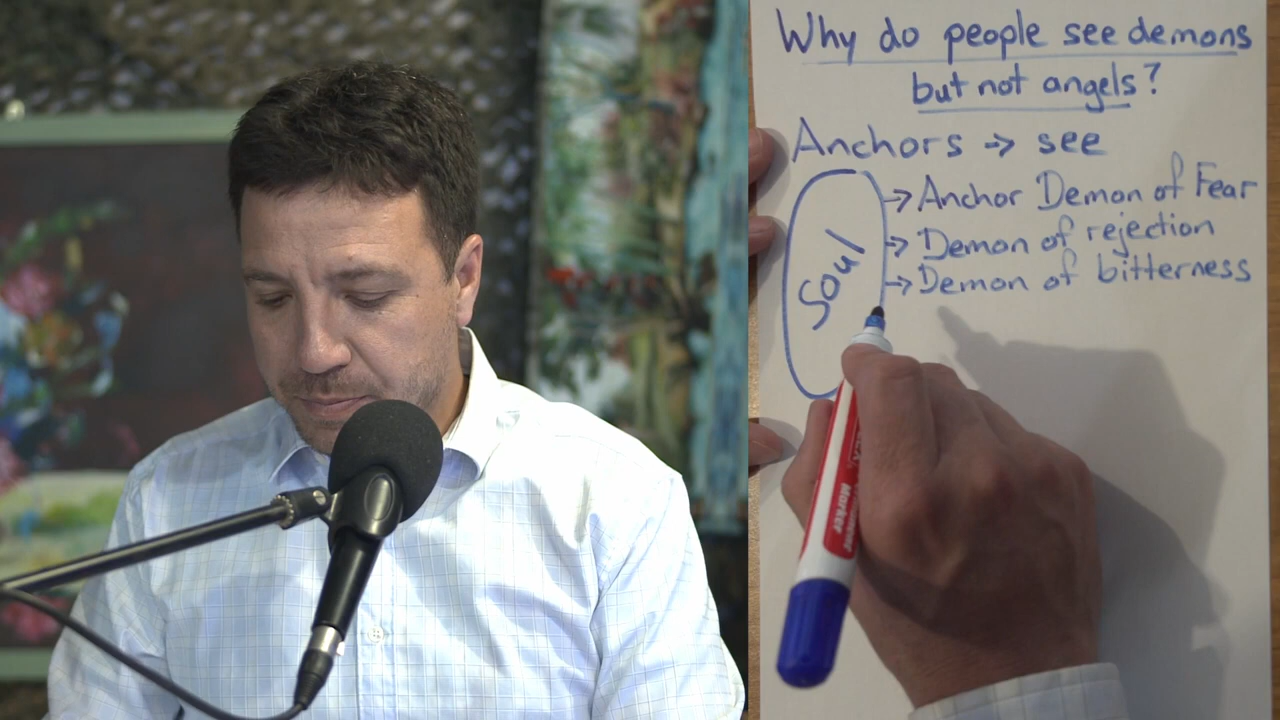 Why do people see demons
but not angels?
Anchors → see
Soul
→ Anchor Demon of Fear
→ Demon of rejection
→ Demon of bitterness
Marker